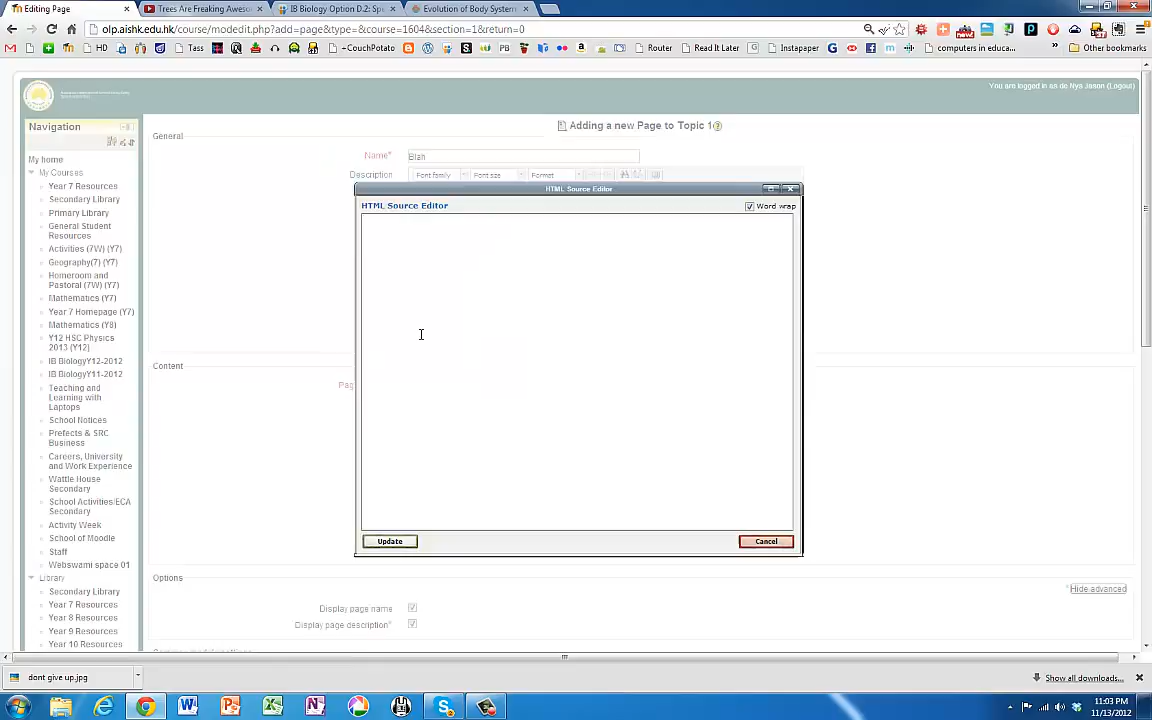 Editing Page
Trees Are Freaking Aweso
IB Biology Option D.2: Spe
Evolution of Body System
olp.aishk.edu.hk/course/modedit.php?add=page&type=&course=1604&section=1&return=0
HD
Tass
+CouchPotato
PB
Router
Read It Later
Instapaper
computers in educa...
Other bookmarks
You are logged in as de Nys Jason (Logout)
Navigation
My home
My Courses
Year 7 Resources
Secondary Library
Primary Library
General Student
Resources
Activities (7W) (Y7)
Geography(7) (Y7)
Homeroom and
Pastoral (7W) (Y7)
Mathematics (Y7)
Year 7 Homepage (Y7)
Mathematics (Y8)
Y12 HSC Physics
2013 (Y12)
IB BiologyY12-2012
IB BiologyY11-2012
Teaching and
Learning with
Laptops
School Notices
Prefects & SRC
Business
Careers, University
and Work Experience
Wattle House
Secondary
School Activities/ECA
Secondary
Activity Week
School of Moodle
Staff
Webswami space 01
Library
Secondary Library
Year 7 Resources
Year 8 Resources
Year 9 Resources
Year 10 Resources
General
Adding a new Page to Topic 1
Name*
Blah
Description
Font family
Font size
Format
HTML Source Editor
HTML Source Editor
Word wrap
Update
Cancel
Content
Pag
Options
*Hide advanced
Display page name
Display page description*
dont give up.jpg
Show all downloads...
11:03 PM
11/13/2012